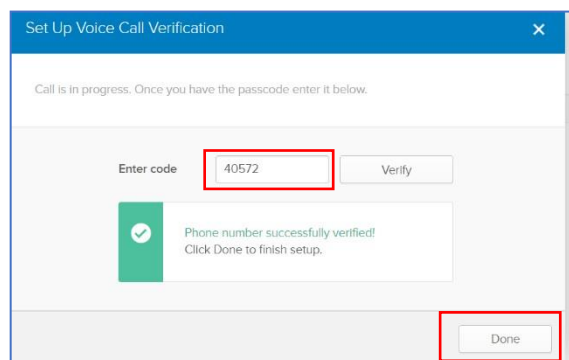 Set Up Voice Call Verification
Call is in progress. Once you have the passcode enter it below.
Enter code 40572 Verify
Phone number successfully verified!
Click Done to finish setup.
Done